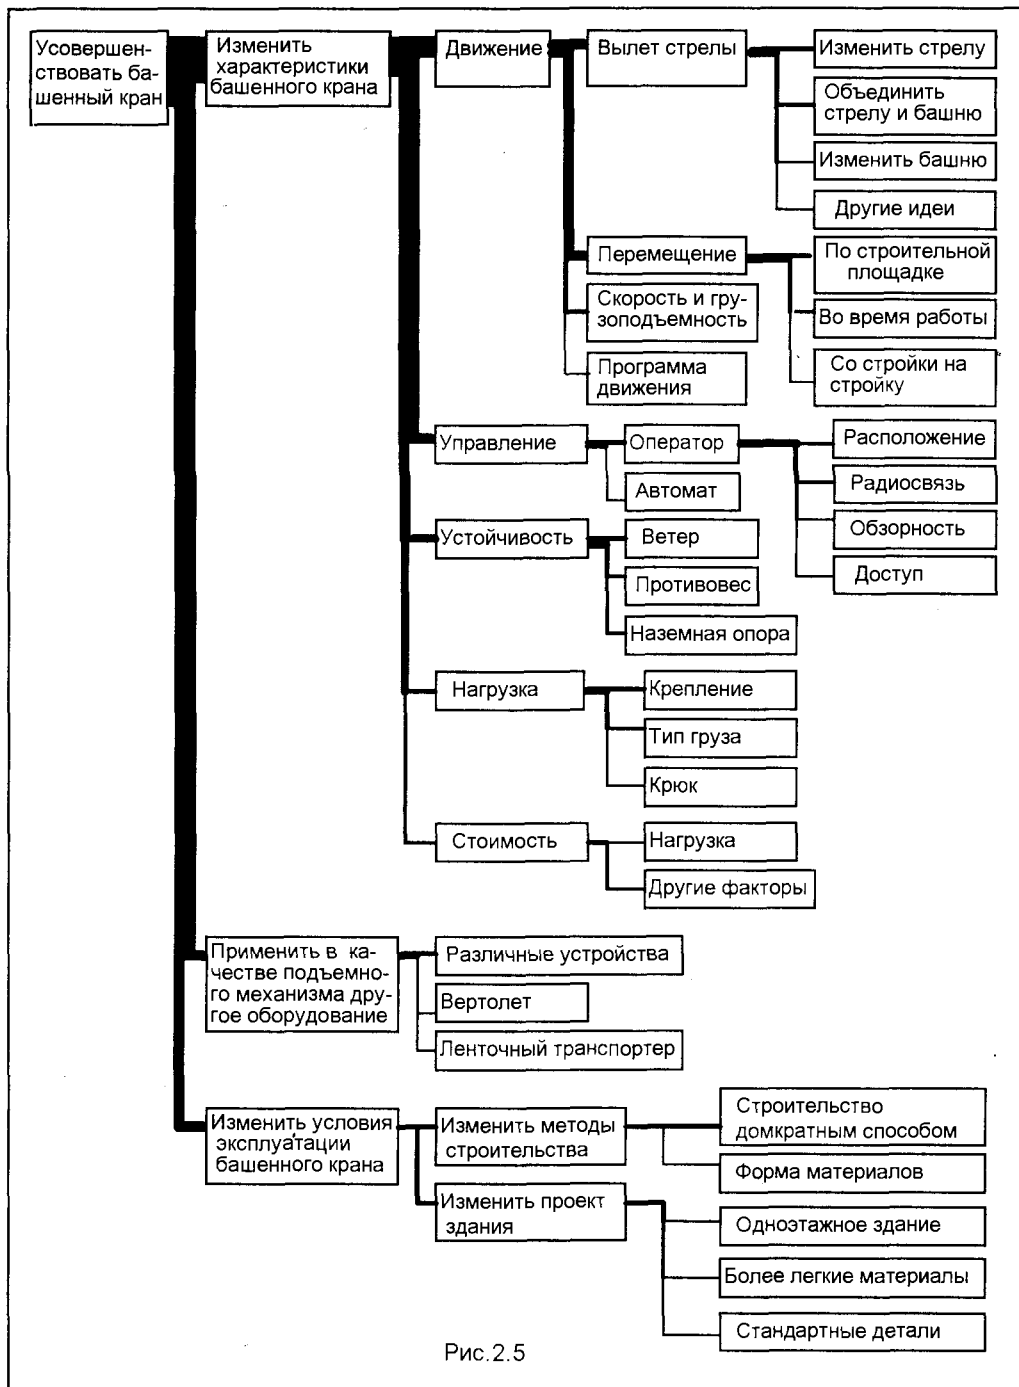 Усовершен-
ствовать ба-
шенный кран
Изменить
характеристики
башенного крана
Движение
Вылет стрелы
Изменить стрелу
Объединить
стрелу и башню
Изменить башню
Другие идеи
Перемещение
По строительной
площадке
Во время работы
Со стройки на
стройку
Скорость и гру-
зоподъемность
Программа
движения
Управление
Оператор
Расположение
Радиосвязь
Обзорность
Доступ
Автомат
Устойчивость
Ветер
Противовес
Наземная опора
Нагрузка
Крепление
Тип груза
Крюк
Стоимость
Нагрузка
Другие факторы
Применить в ка-
честве подъемно-
го механизма дру-
гое оборудование
Различные устройства
Вертолет
Ленточный транспортер
Изменить условия
эксплуатации
башенного крана
Изменить методы
строительства
Строительство
домкратным способом
Форма материалов
Изменить проект
здания
Одноэтажное здание
Более легкие материалы
Стандартные детали
Рис.2.5